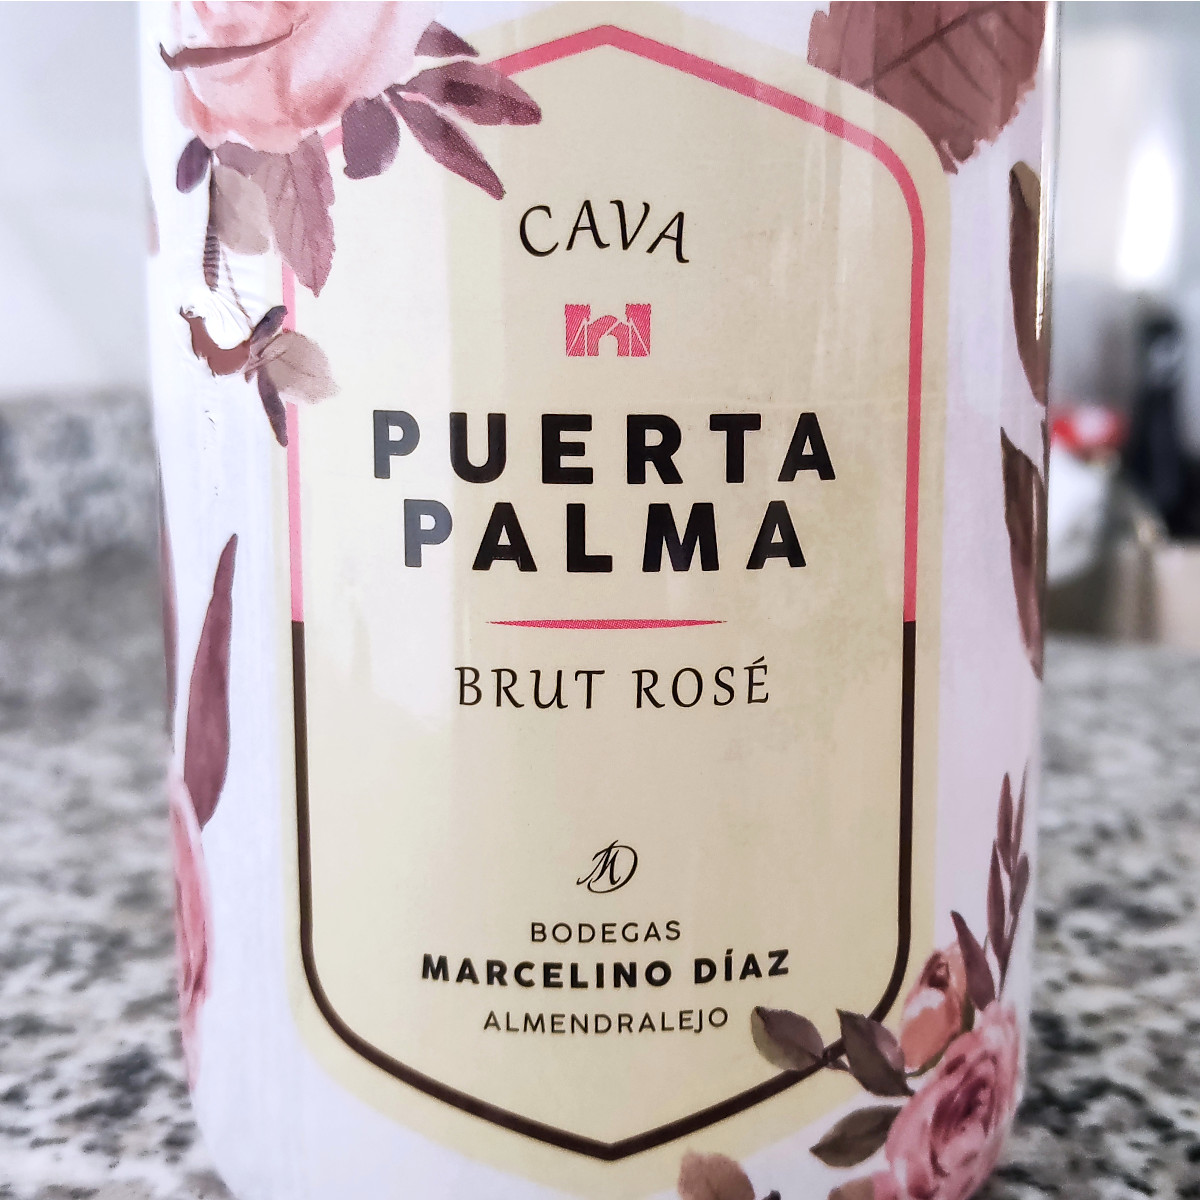 CAVA
PUERTA
PALMA
BRUT ROSÉ
BODEGAS
MARCELINO DÍAZ
ALMENDRALEJO